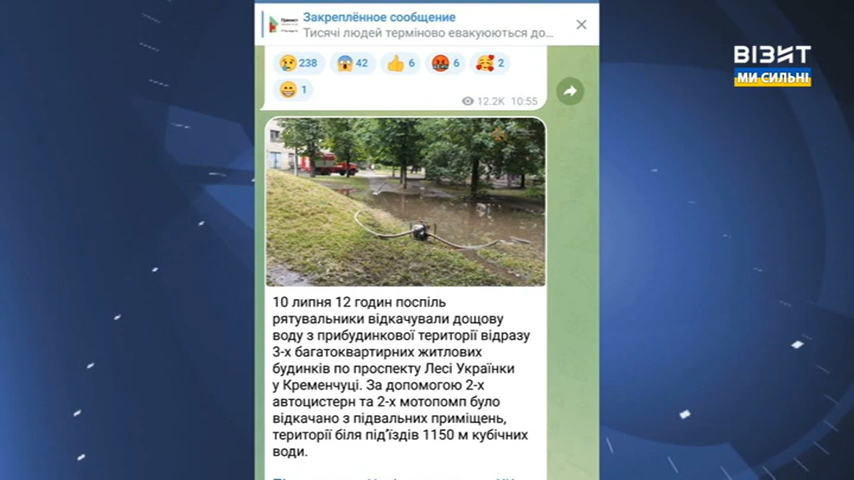 Закреплённое сообщение
Тисячі людей терміново евакуюються до...
ВІЗИТ
МИ СИЛЬНІ
238
42
6
6
2
1
12.2K 10:55
10 липня 12 годин поспіль
рятувальники відкачували дощову
воду з прибудинкової території відразу
3-х багатоквартирних житлових
будинків по проспекту Лесі Українки
у Кременчуці. За допомогою 2-х
автоцистерн та 2-х мотопомп було
відкачано з підвальних приміщень,
території біля під'їздів 1150 м кубічних
води.